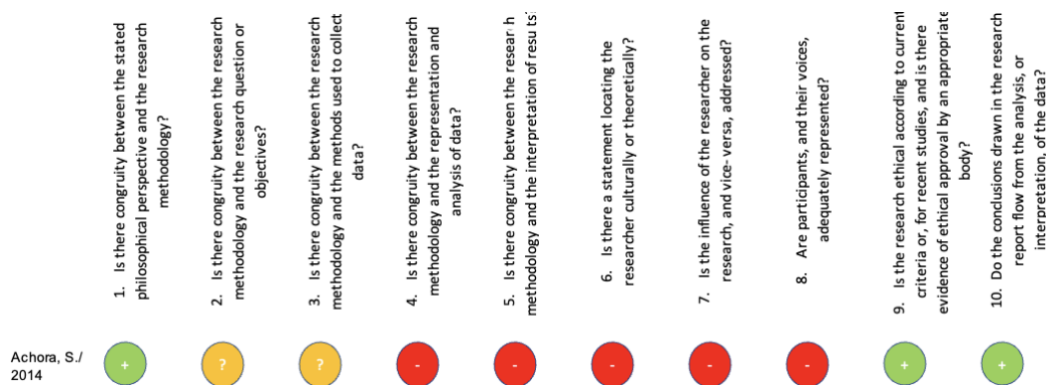 1. Is there congruity between the stated
philosophical perspective and the research
methodology?
2. Is there congruity between the research
methodology and the research question or
objectives?
3. Is there congruity between the research
methodology and the methods used to collect
data?
4. Is there congruity between the research
methodology and the representation and
analysis of data?
5. Is there congruity between the resear h
methodology and the interpretation of resu ts
6. Is there a statement locating the
researcher culturally or theoretically?
7. Is the influence of the researcher on the
research, and vice- versa, addressed?
8. Are participants, and their voices,
adequately represented?
9. Is the research ethical according to current
criteria or, for recent studies, and is there
evidence of ethical approval by an appropriate
body?
10. Do the conclusions drawn in the research
report flow from the analysis, or
interpretation, of the data?
Achora, S./
2014
+ ? ? - - - - - + +